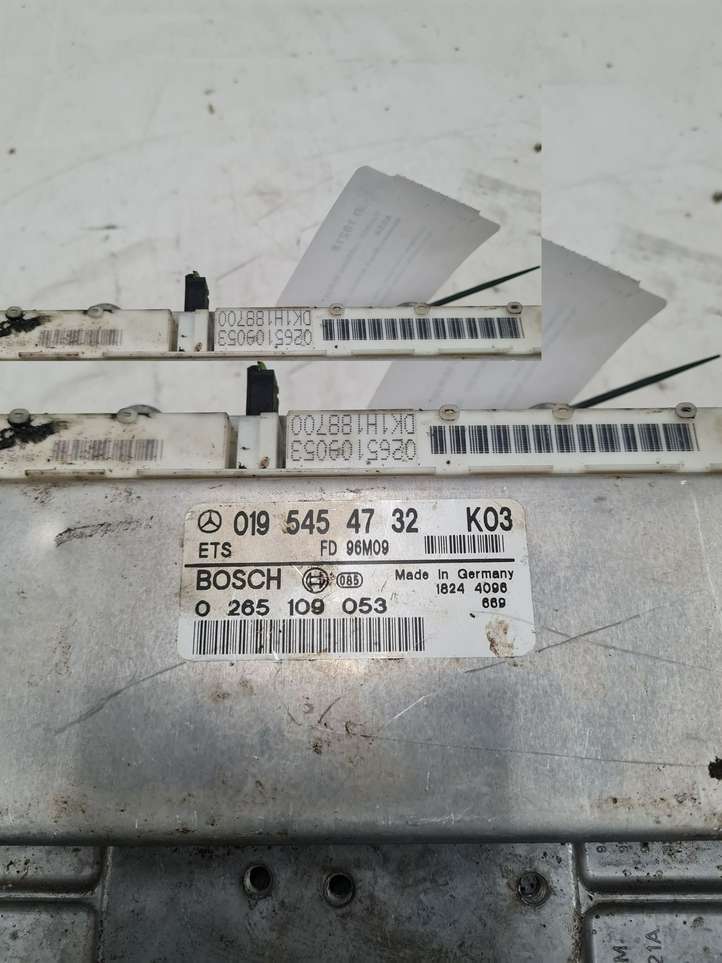 0265109053
DK1H188700
0265109053
DK1H188700
019 545 47 32 K03
ETS FD 96M09
BOSCH 085 Made In Germany
0 265 109 053 1824 4096
669
M
21A